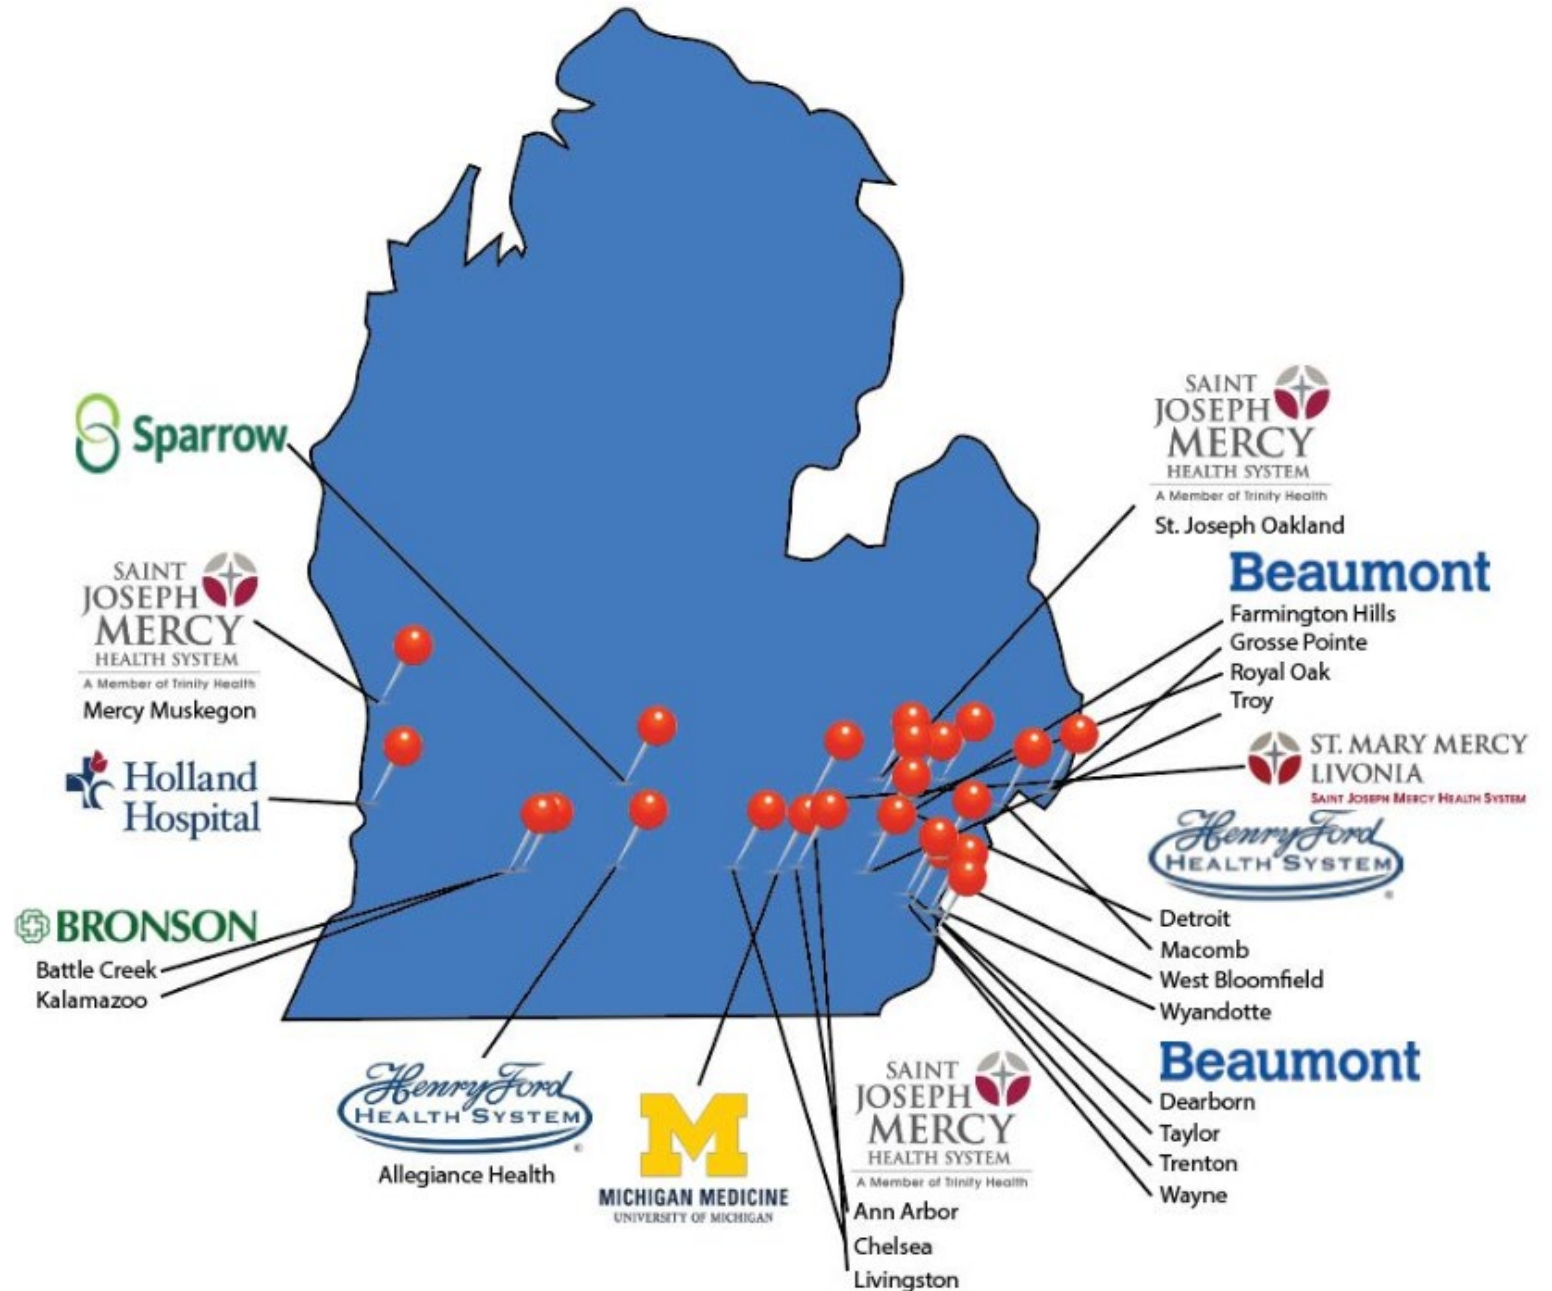 Sparrow
SAINT
JOSEPH
MERCY
HEALTH SYSTEM
A Member of Trinity Health
Mercy Muskegon
Holland
Hospital
BRONSON
Battle Creek
Kalamazoo
Henry Ford
HEALTH SYSTEM
Allegiance Health
M
MICHIGAN MEDICINE
UNIVERSITY OF MICHIGAN
SAINT
JOSEPH
MERCY
HEALTH SYSTEM
A Member of Trinity Health
Ann Arbor
Chelsea
Livingston
SAINT
JOSEPH
MERCY
HEALTH SYSTEM
A Member of Trinity Health
St. Joseph Oakland
Beaumont
Farmington Hills
Grosse Pointe
Royal Oak
Troy
ST. MARY MERCY
LIVONIA
SAINT JOSEPH MERCY HEALTH SYSTEM
Henry Ford
HEALTH SYSTEM
Detroit
Macomb
West Bloomfield
Wyandotte
Beaumont
Dearborn
Taylor
Trenton
Wayne